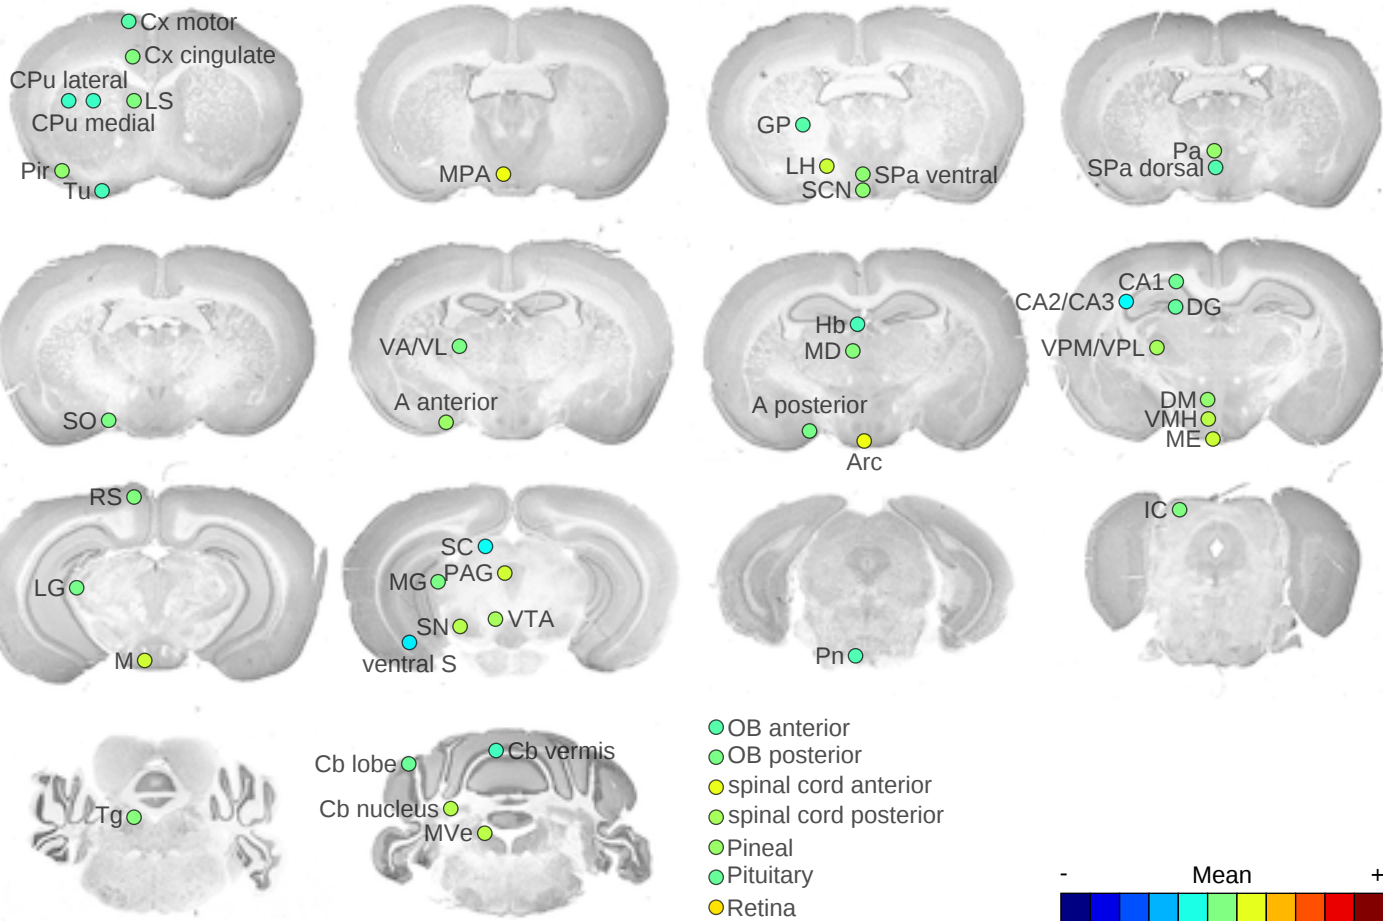 Cx motor
Cx cingulate
CPu lateral
LS
CPu medial
Pir
Tu
MPA
GP
LH
SPa ventral
SCN
Pa
SPa dorsal
SO
VA/VL
A anterior
Hb
MD
A posterior
Arc
CA1
CA2/CA3
DG
VPM/VPL
DM
VMH
ME
RS
LG
M
SC
PAG
MG
VTA
SN
ventral S
Pn
IC
Tg
Cb lobe
Cb vermis
Cb nucleus
MVe
OB anterior
OB posterior
spinal cord anterior
spinal cord posterior
Pineal
Pituitary
Retina
- Mean +